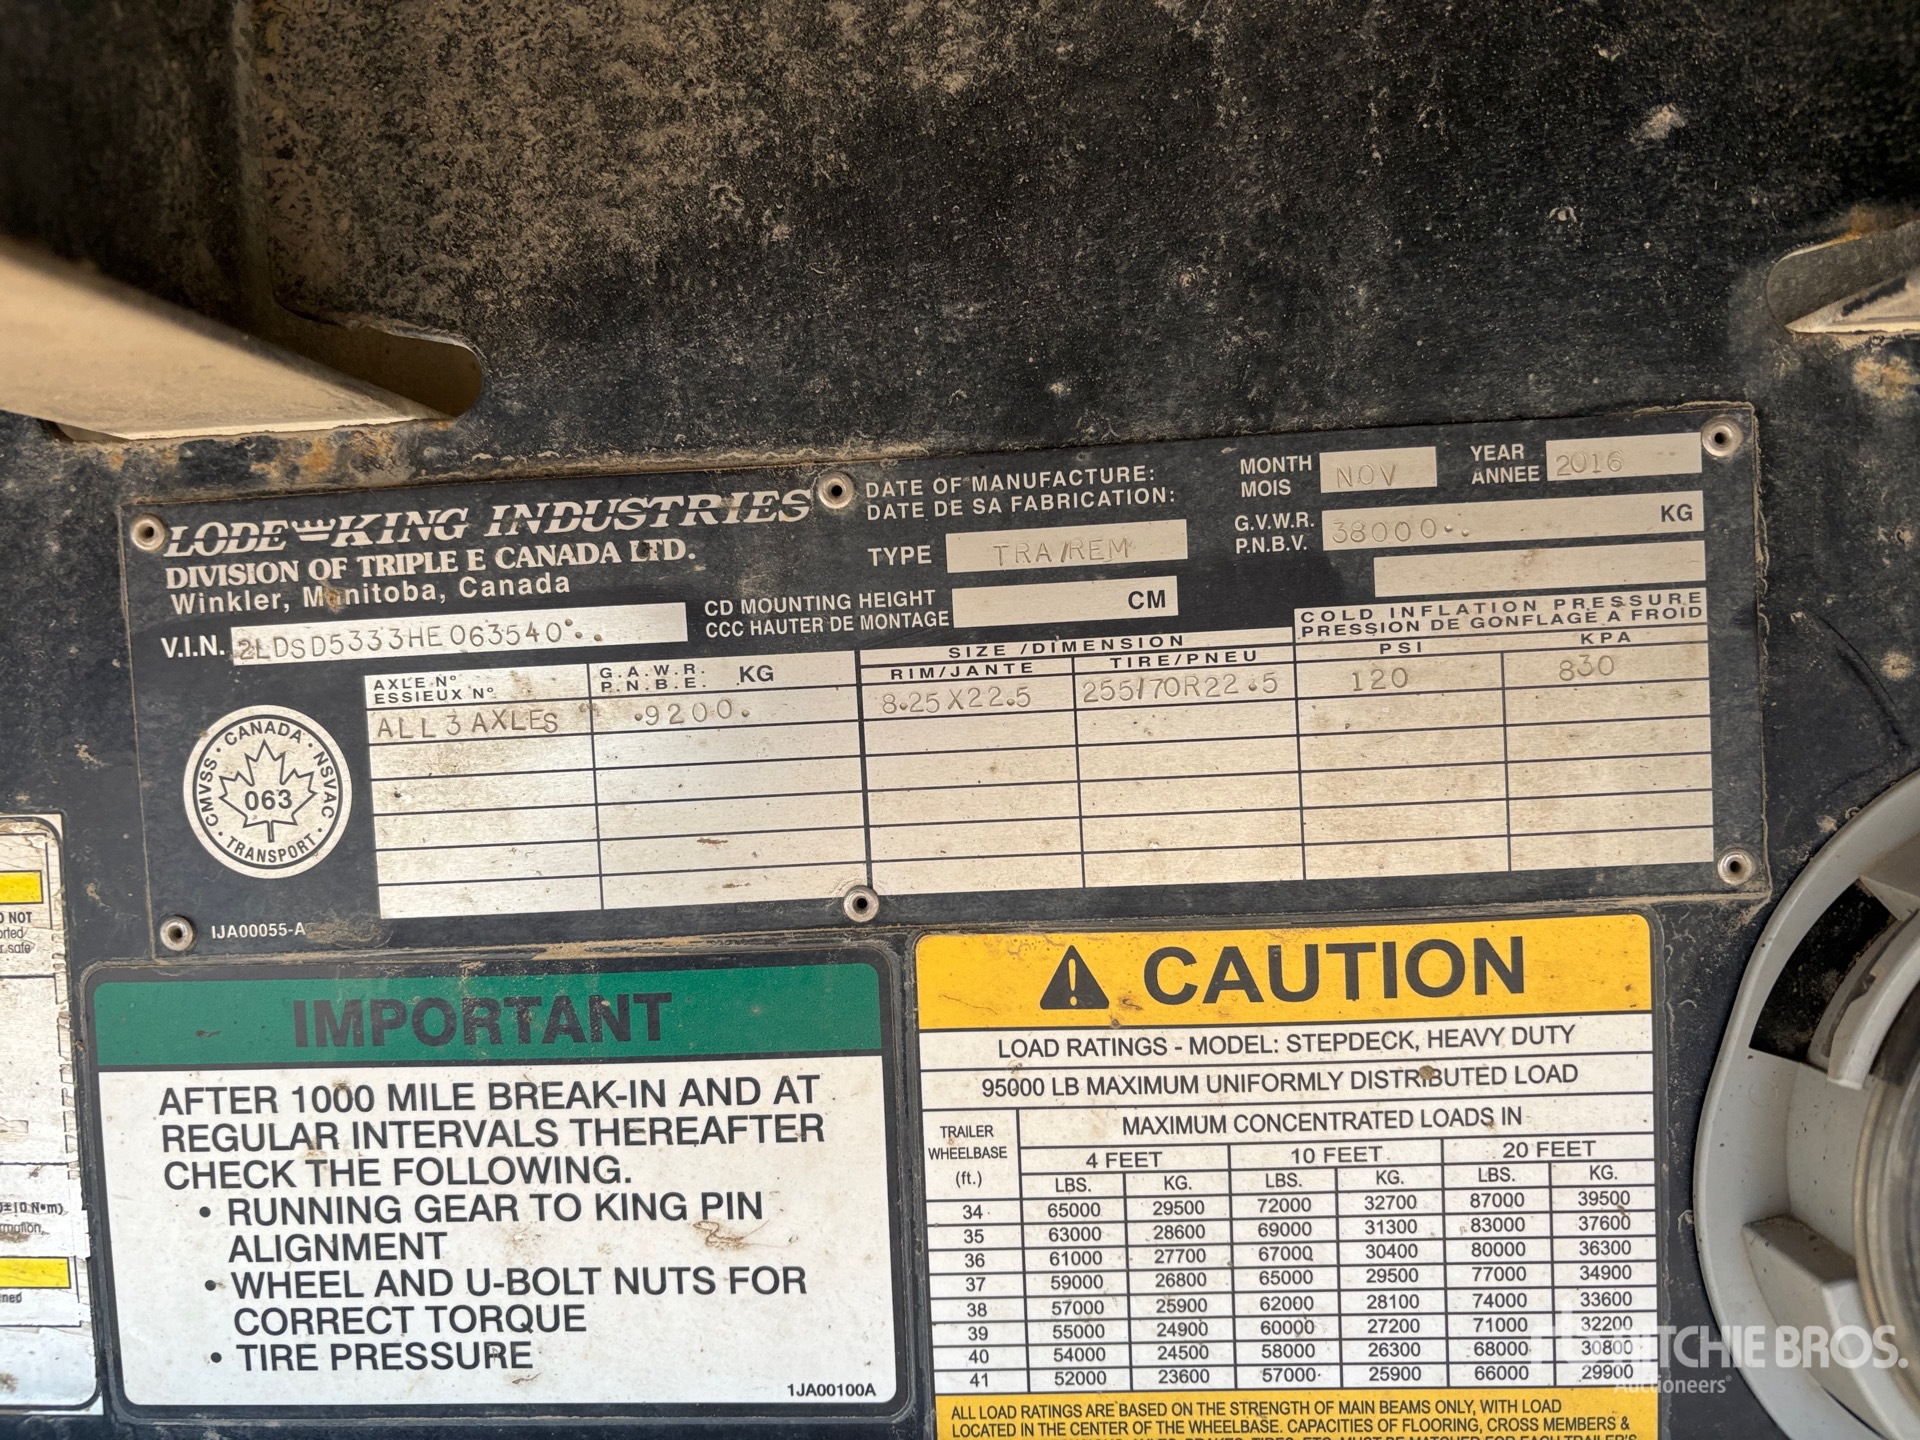 LODE KING INDUSTRIES
DIVISION OF TRIPLE E CANADA LTD.
Winkler, Manitoba, Canada
DATE OF MANUFACTURE:
DATE DE SA FABRICATION:
MONTH
MOIS
NOV
YEAR
ANNEE
2016
TYPE TRA/REM
G.V.W.R.
P.N.B.V.
38000 KG
CD MOUNTING HEIGHT
CCC HAUTER DE MONTAGE
CM
V.I.N. 2LDSD5333HE063540
AXLE Nº
ESSIEUX Nº
G.A.W.R.
P.N.B.E.
KG
SIZE /DIMENSION
RIM/JANTE TIRE/PNEU
COLD INFLATION PRESSURE
PRESSION DE GONFLAGE A FROID
PSI KPA
ALL 3 AXLES 9200. 8.25X22.5 255/70R22.5 120 830
CANADA
CMVSS · NSVAC
063
TRANSPORT
IJA00055-A
IMPORTANT
AFTER 1000 MILE BREAK-IN AND AT
REGULAR INTERVALS THEREAFTER
CHECK THE FOLLOWING.
• RUNNING GEAR TO KING PIN
ALIGNMENT
• WHEEL AND U-BOLT NUTS FOR
CORRECT TORQUE
• TIRE PRESSURE
1JA00100A
CAUTION
LOAD RATINGS - MODEL: STEPDECK, HEAVY DUTY
95000 LB MAXIMUM UNIFORMLY DISTRIBUTED LOAD
TRAILER
WHEELBASE
(ft.)
MAXIMUM CONCENTRATED LOADS IN
4 FEET 10 FEET 20 FEET
LBS. KG. LBS. KG. LBS. KG.
34 65000 29500 72000 32700 87000 39500
35 63000 28600 69000 31300 83000 37600
36 61000 27700 67000 30400 80000 36300
37 59000 26800 65000 29500 77000 34900
38 57000 25900 62000 28100 74000 33600
39 55000 24900 60000 27200 71000 32200
40 54000 24500 58000 26300 68000 30800
41 52000 23600 57000 25900 66000 29900
ALL LOAD RATINGS ARE BASED ON THE STRENGTH OF MAIN BEAMS ONLY, WITH LOAD
LOCATED IN THE CENTER OF THE WHEELBASE. CAPACITIES OF FLOORING, CROSS MEMBERS &
NOT
safe
RITCHIE BROS.
Auctioneers